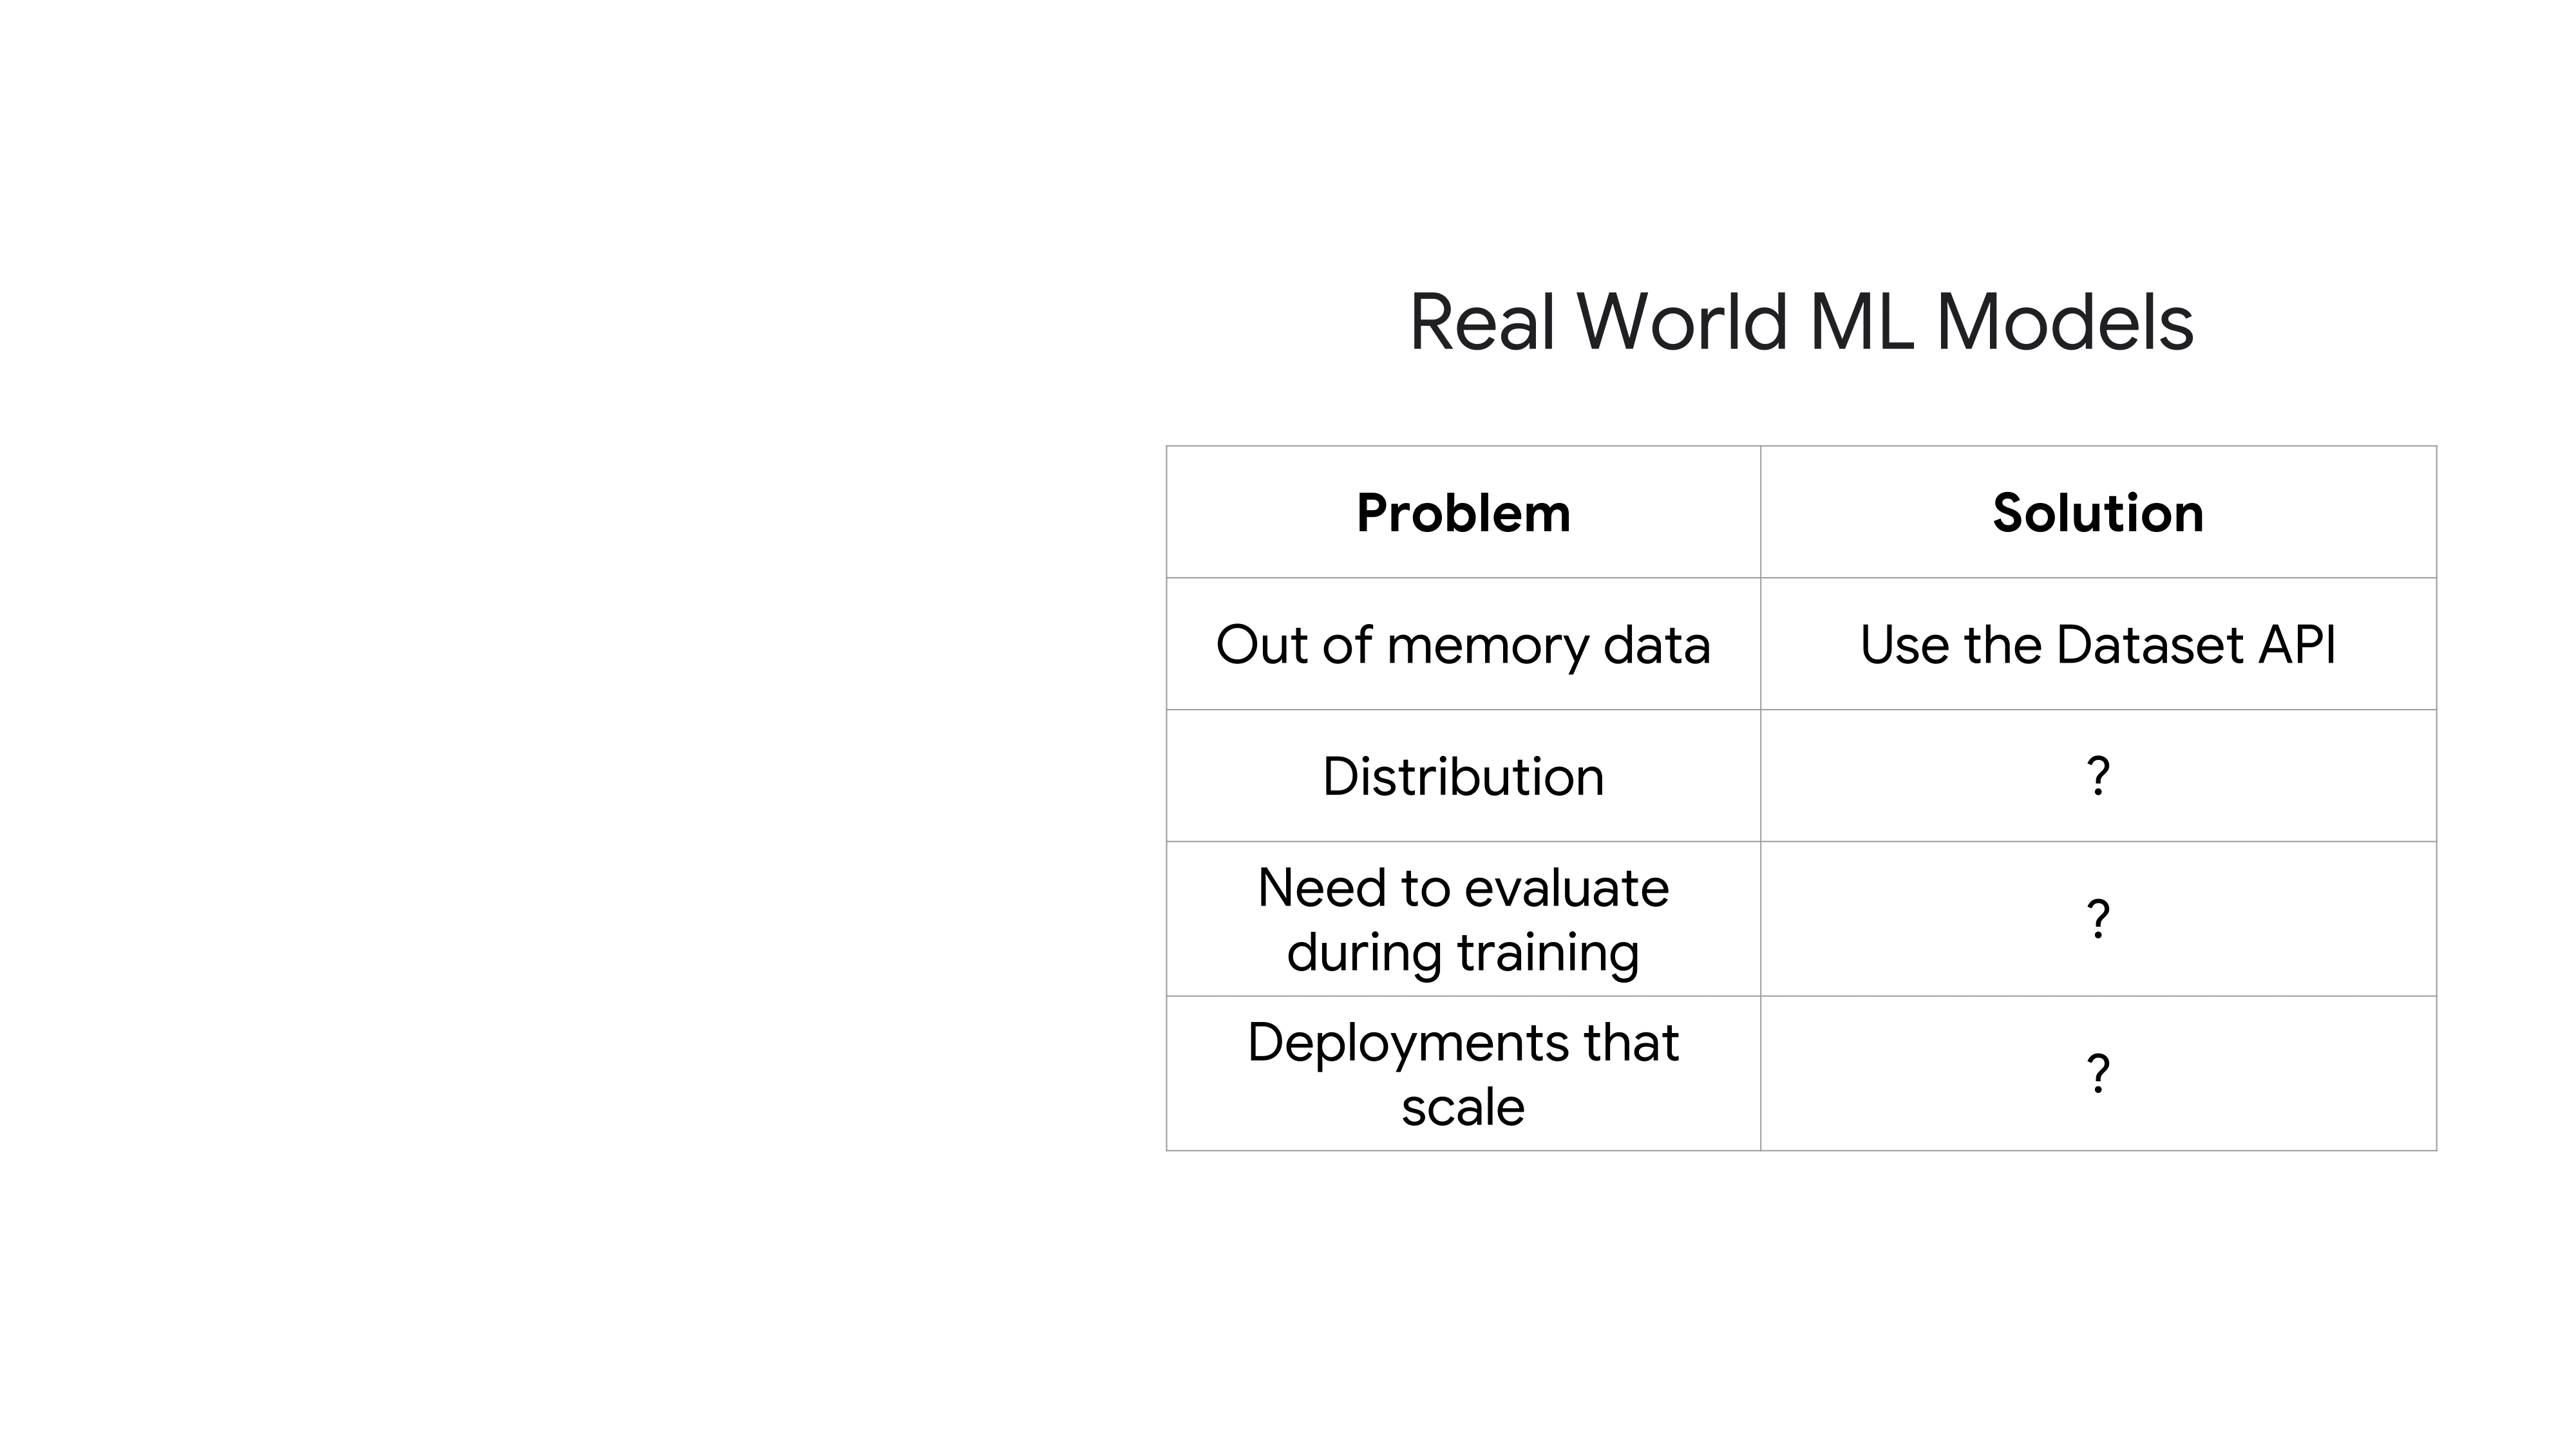 Real World ML Models
Problem
Solution
Out of memory data
Use the Dataset API
Distribution
?
Need to evaluate
during training
?
Deployments that
scale
?